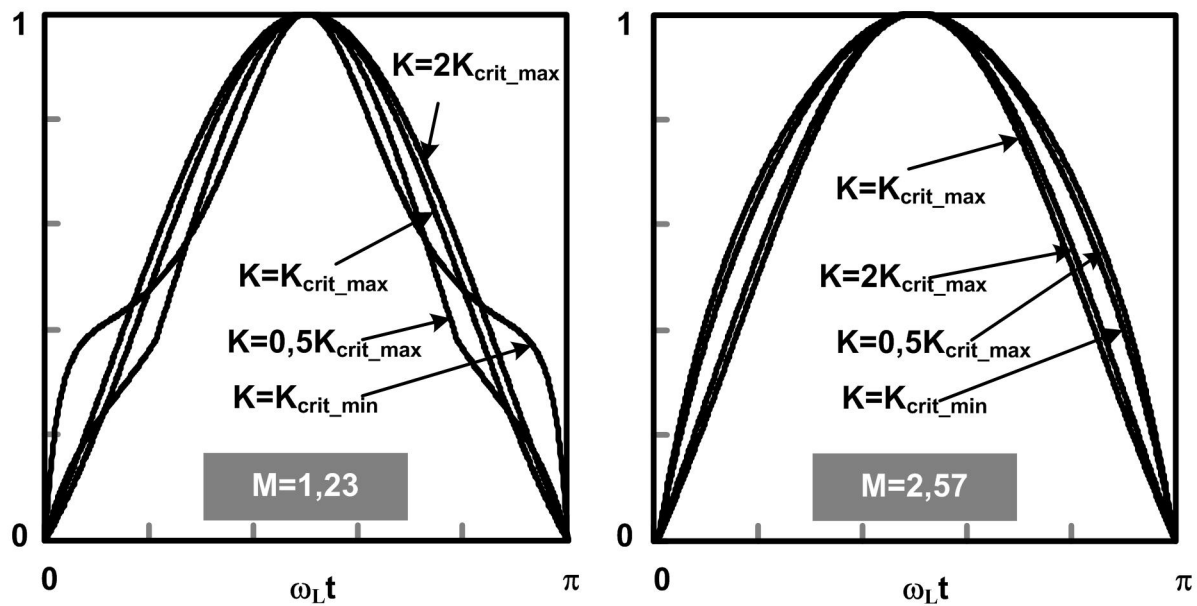 1
K=2Kcrit_max
K=Kcrit_max
K=0,5Kcrit_max
K=Kcrit_min
M=1,23
0
0
ωLt
π
1
K=Kcrit_max
K=2Kcrit_max
K=0,5Kcrit_max
K=Kcrit_min
M=2,57
0
0
ωLt
π